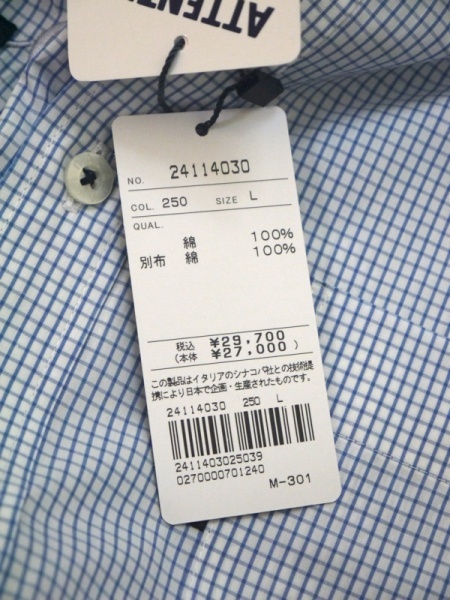 ATTENTI
NO. 24114030
COL. 250 SIZE L
QUAL.
綿 100%
別布 綿 100%
税込 ¥29,700
(本体 ¥27,000)
この製品はイタリアのシナコバ社との技術提
携により日本で企画・生産されたものです。
24114030 250 L
2411403025039
0270000701240
M-301